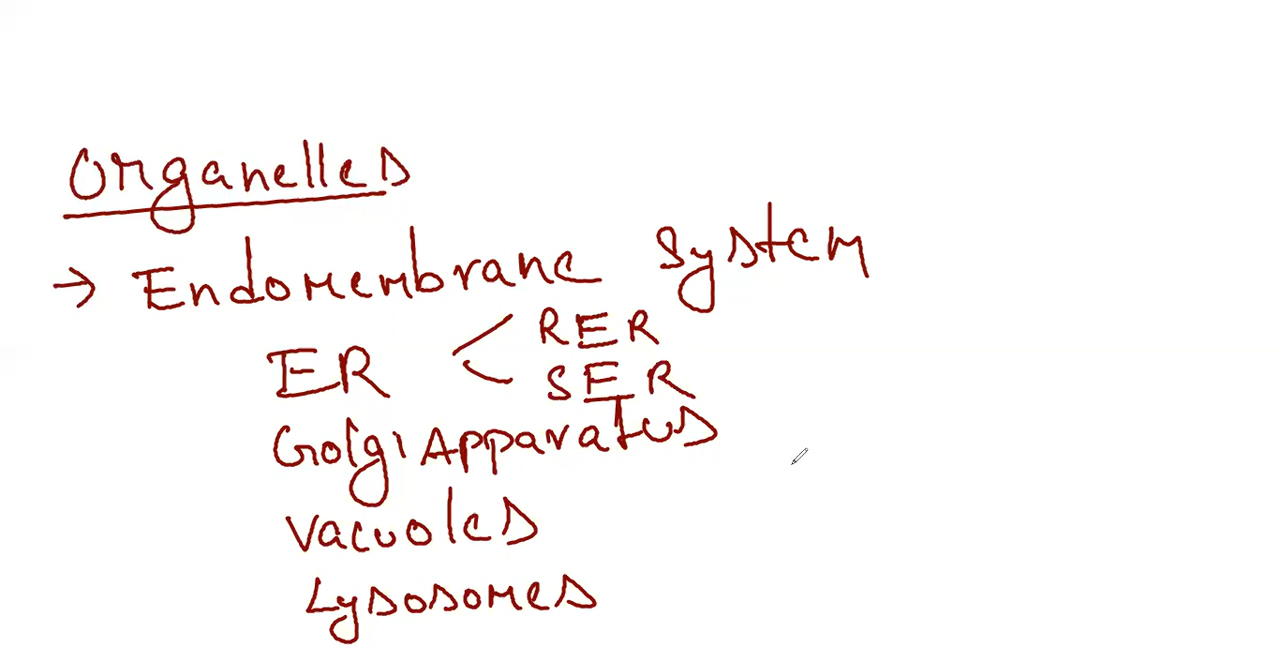 Organelles
→ Endomembrane System
ER < RER
SER
Golgi Apparatus
Vacuoles
Lysosomes